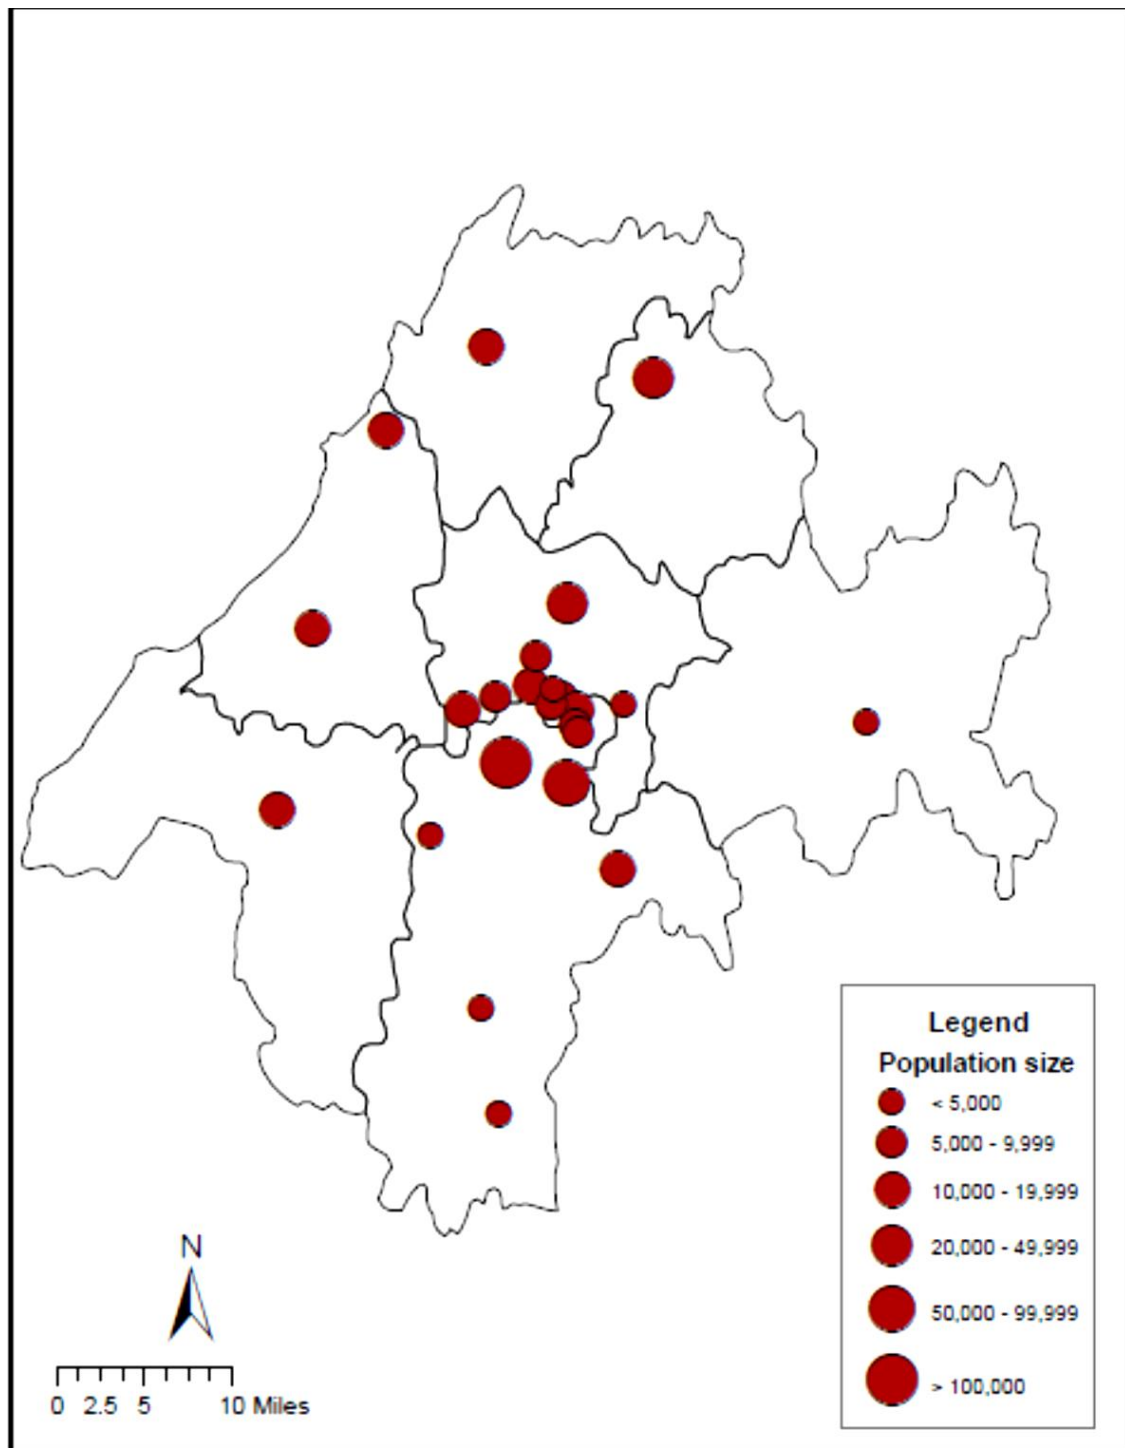 Legend
Population size
< 5,000
5,000 - 9,999
10,000 - 19,999
20,000 - 49,999
50,000 - 99,999
> 100,000
N
0 2.5 5 10 Miles